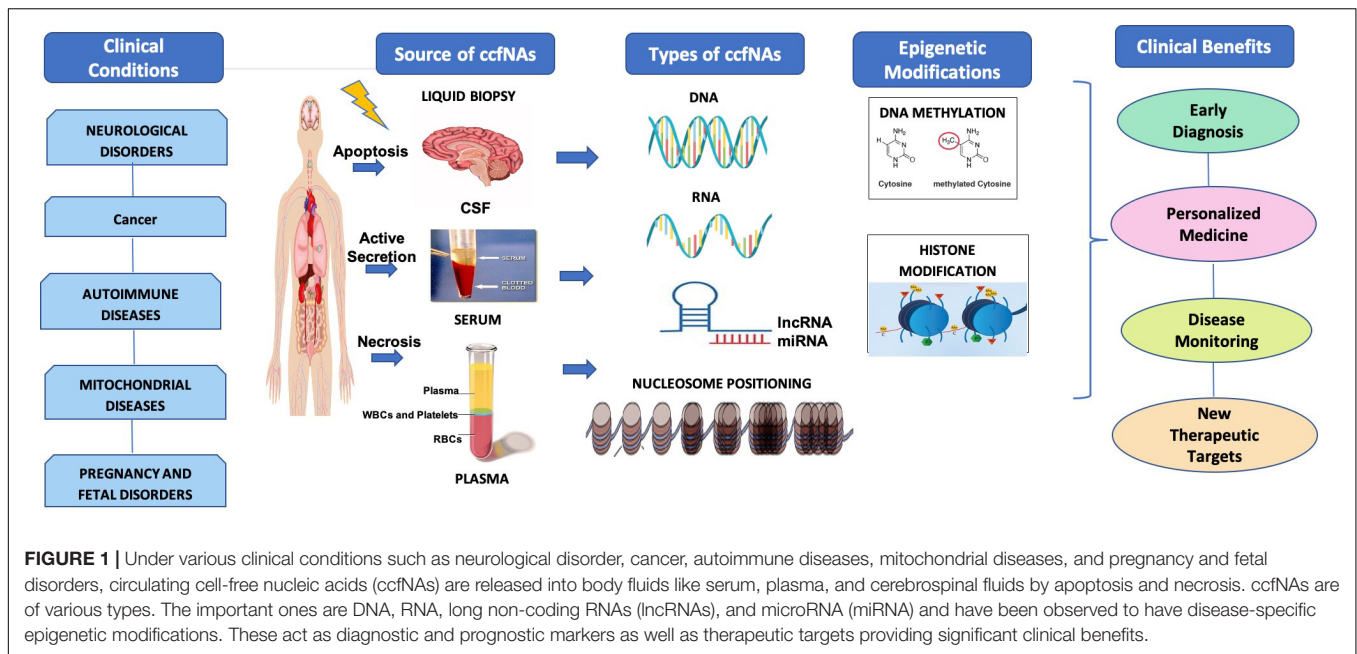 Clinical
Conditions
NEUROLOGICAL
DISORDERS
Cancer
AUTOIMMUNE
DISEASES
MITOCHONDRIAL
DISEASES
PREGNANCY AND
FETAL DISORDERS
Source of ccfNAs
LIQUID BIOPSY
Apoptosis
CSF
Active
Secretion
SERUM
CLOTTED
BLOOD
SERUM
Necrosis
Plasma
WBCs and Platelets
RBCs
PLASMA
Types of ccfNAs
DNA
RNA
lncRNA
miRNA
NUCLEOSOME POSITIONING
Epigenetic
Modifications
DNA METHYLATION
NH₂
H
N
N
H
O
Cytosine
NH₂
H₃C
N
N
H
O
methylated Cytosine
HISTONE
MODIFICATION
Clinical Benefits
Early
Diagnosis
Personalized
Medicine
Disease
Monitoring
New
Therapeutic
Targets
FIGURE 1 | Under various clinical conditions such as neurological disorder, cancer, autoimmune diseases, mitochondrial diseases, and pregnancy and fetal
disorders, circulating cell-free nucleic acids (ccfNAs) are released into body fluids like serum, plasma, and cerebrospinal fluids by apoptosis and necrosis. ccfNAs are
of various types. The important ones are DNA, RNA, long non-coding RNAs (lncRNAs), and microRNA (miRNA) and have been observed to have disease-specific
epigenetic modifications. These act as diagnostic and prognostic markers as well as therapeutic targets providing significant clinical benefits.